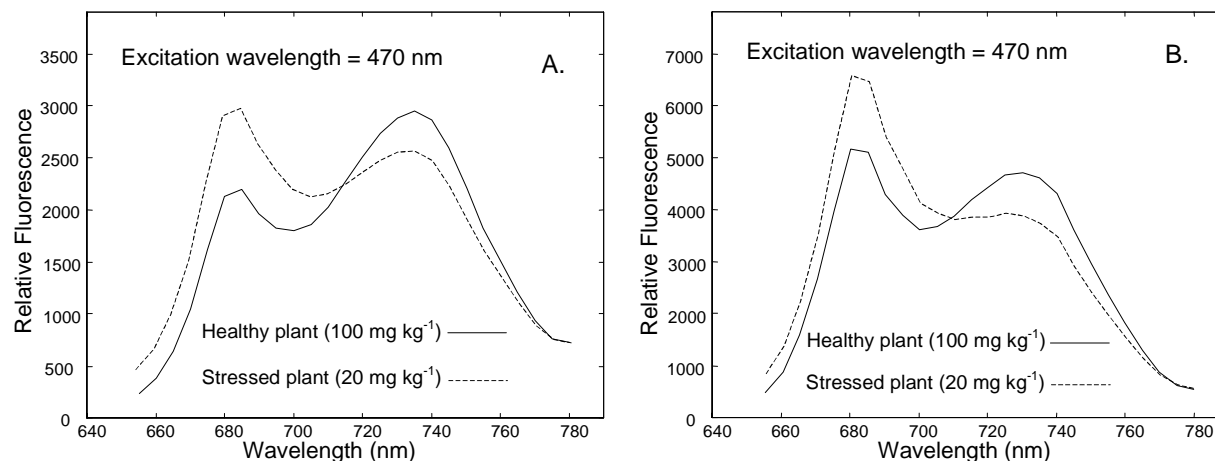 Excitation wavelength = 470 nm
A.
Relative Fluorescence
3500
3000
2500
2000
1500
1000
500
0
Healthy plant (100 mg kg⁻¹)
Stressed plant (20 mg kg⁻¹)
640 660 680 700 720 740 760 780
Wavelength (nm)
Excitation wavelength = 470 nm
B.
Relative Fluorescence
7000
6000
5000
4000
3000
2000
1000
0
Healthy plant (100 mg kg⁻¹)
Stressed plant (20 mg kg⁻¹)
640 660 680 700 720 740 760 780
Wavelength (nm)